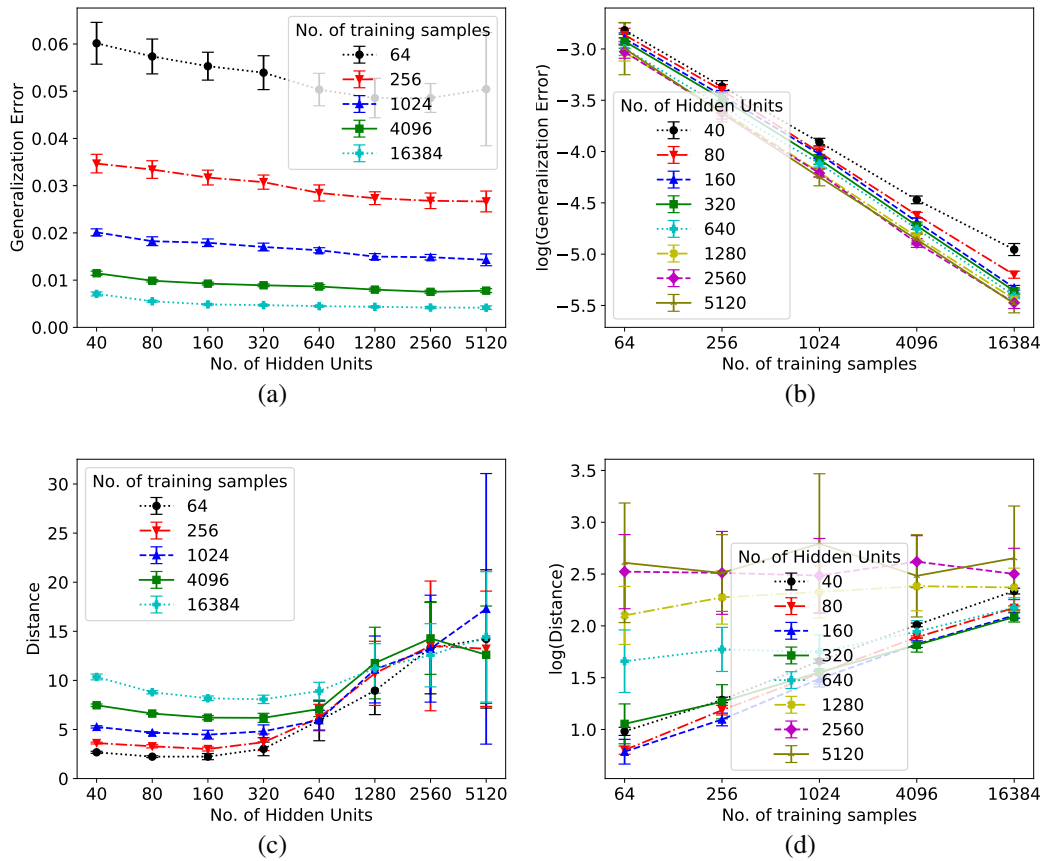 Generalization Error
0.06
0.05
0.04
0.03
0.02
0.01
0.00
No. of training samples
64
256
1024
4096
16384
40 80 160 320 640 1280 2560 5120
No. of Hidden Units
(a)
log(Generalization Error)
−3.0
−3.5
−4.0
−4.5
−5.0
−5.5
No. of Hidden Units
40
80
160
320
640
1280
2560
5120
64 256 1024 4096 16384
No. of training samples
(b)
Distance
30
25
20
15
10
5
0
No. of training samples
64
256
1024
4096
16384
40 80 160 320 640 1280 2560 5120
No. of Hidden Units
(c)
log(Distance)
3.5
3.0
2.5
2.0
1.5
1.0
No. of Hidden Units
40
80
160
320
640
1280
2560
5120
64 256 1024 4096 16384
No. of training samples
(d)